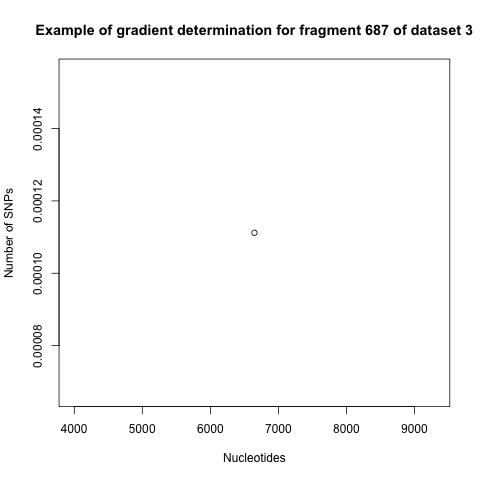 Example of gradient determination for fragment 687 of dataset 3
Number of SNPs
0.00014
0.00012
0.00010
0.00008
4000 5000 6000 7000 8000 9000
Nucleotides